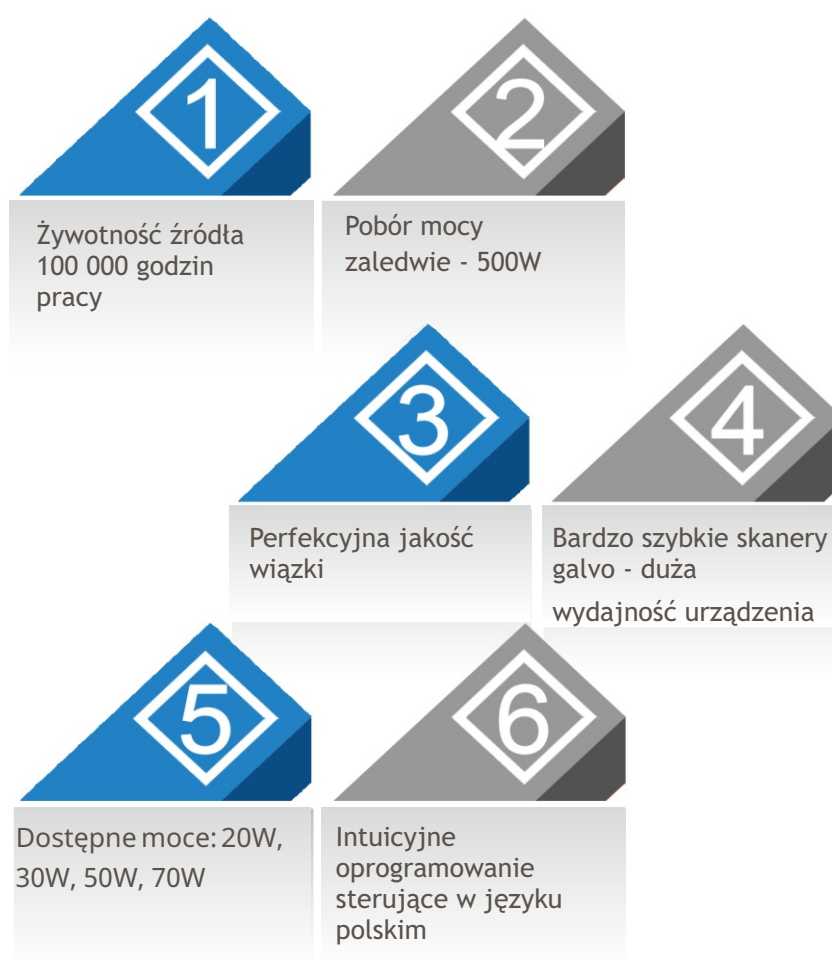 1
Żywotność źródła
100 000 godzin
pracy
2
Pobór mocy
zaledwie - 500W
3
Perfekcyjna jakość
wiązki
4
Bardzo szybkie skanery
galvo - duża
wydajność urządzenia
5
Dostępne moce: 20W,
30W, 50W, 70W
6
Intuicyjne
oprogramowanie
sterujące w języku
polskim